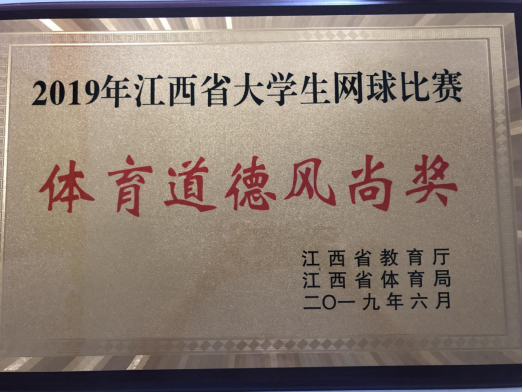 2019年江西省大学生网球比赛
体育道德风尚奖
江西省教育厅
江西省体育局
二〇一九年六月